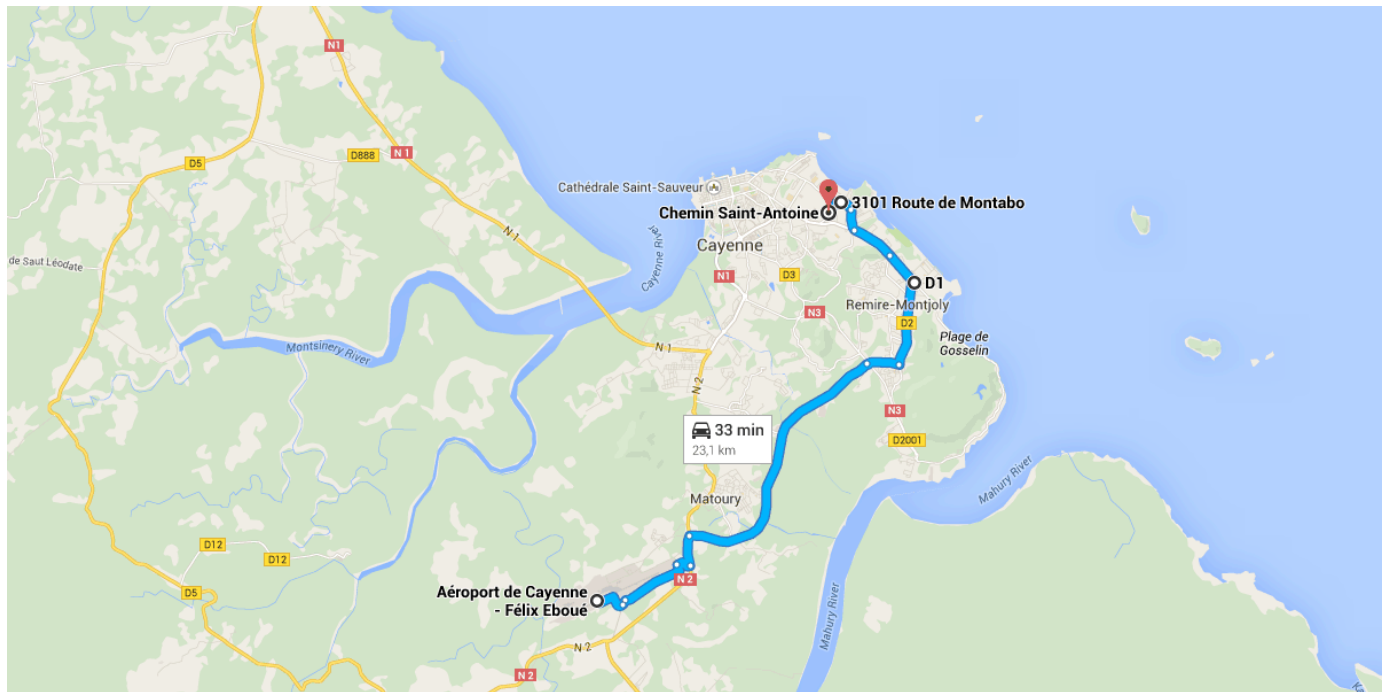 N1
D888
N 1
D5
Cathédrale Saint-Sauveur
3101 Route de Montabo
Chemin Saint-Antoine
N 1
Cayenne River
Cayenne
de Saut Léodate
N1
D3
D1
Remire-Montjoly
N3
D2
Plage de
Gosselin
Montsinery River
N 1
N 2
N3
33 min
23,1 km
D2001
Mahury River
Matoury
D12
D12
N 2
D5
Aéroport de Cayenne
- Félix Eboué
Mahury River
N 2
N 2